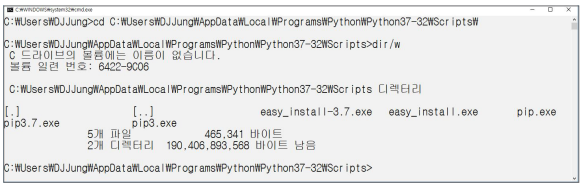 C:₩WINDOWS₩system32₩cmd.exe
C:₩Users₩DJJung>cd C:₩Users₩DJJung₩AppData₩Local₩Programs₩Python₩Python37-32₩Scripts₩
C:₩Users₩DJJung₩AppData₩Local₩Programs₩Python₩Python37-32₩Scripts>dir/w
C 드라이브의 볼륨에는 이름이 없습니다.
볼륨 일련 번호: 6422-9C06
C:₩Users₩DJJung₩AppData₩Local₩Programs₩Python₩Python37-32₩Scripts 디렉터리
[.] [..] easy_install-3.7.exe easy_install.exe pip.exe
pip3.7.exe pip3.exe
5개 파일 465,341 바이트
2개 디렉터리 190,406,893,568 바이트 남음
C:₩Users₩DJJung₩AppData₩Local₩Programs₩Python₩Python37-32₩Scripts>